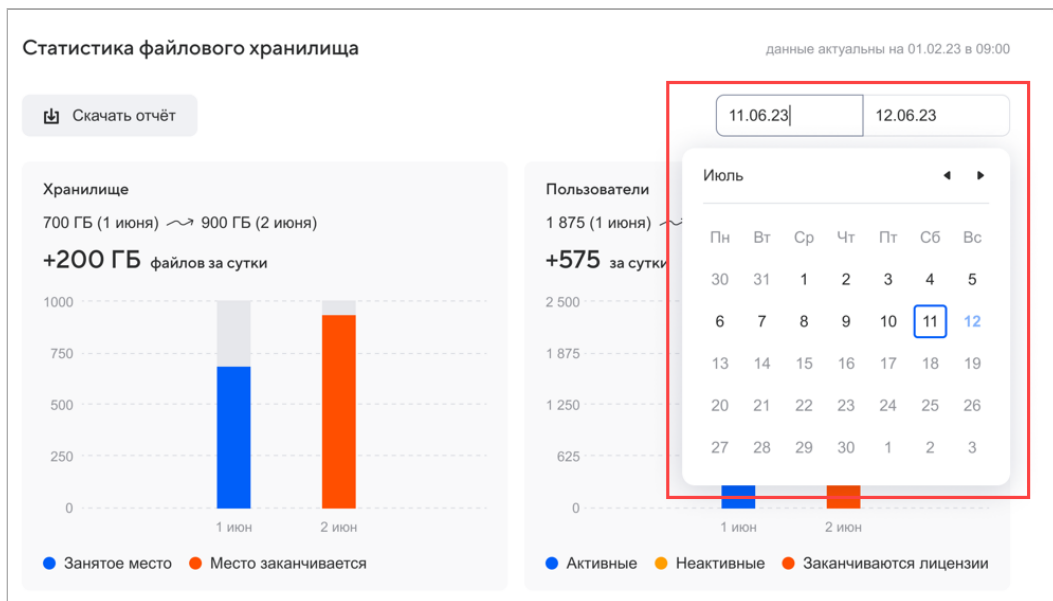 Статистика файлового хранилища
данные актуальны на 01.02.23 в 09:00
Скачать отчёт
11.06.23
12.06.23
Хранилище
700 ГБ (1 июня) 900 ГБ (2 июня)
+200 ГБ файлов за сутки
1000
750
500
250
0
1 июн 2 июн
Занятое место Место заканчивается
Пользователи
1 875 (1 июня)
+575 за сутки
2 500
1 875
1 250
625
0
1 июн 2 июн
Активные Неактивные Заканчиваются лицензии
Июль
Пн Вт Ср Чт Пт Сб Вс
30 31 1 2 3 4 5
6 7 8 9 10 11 12
13 14 15 16 17 18 19
20 21 22 23 24 25 26
27 28 29 30 1 2 3